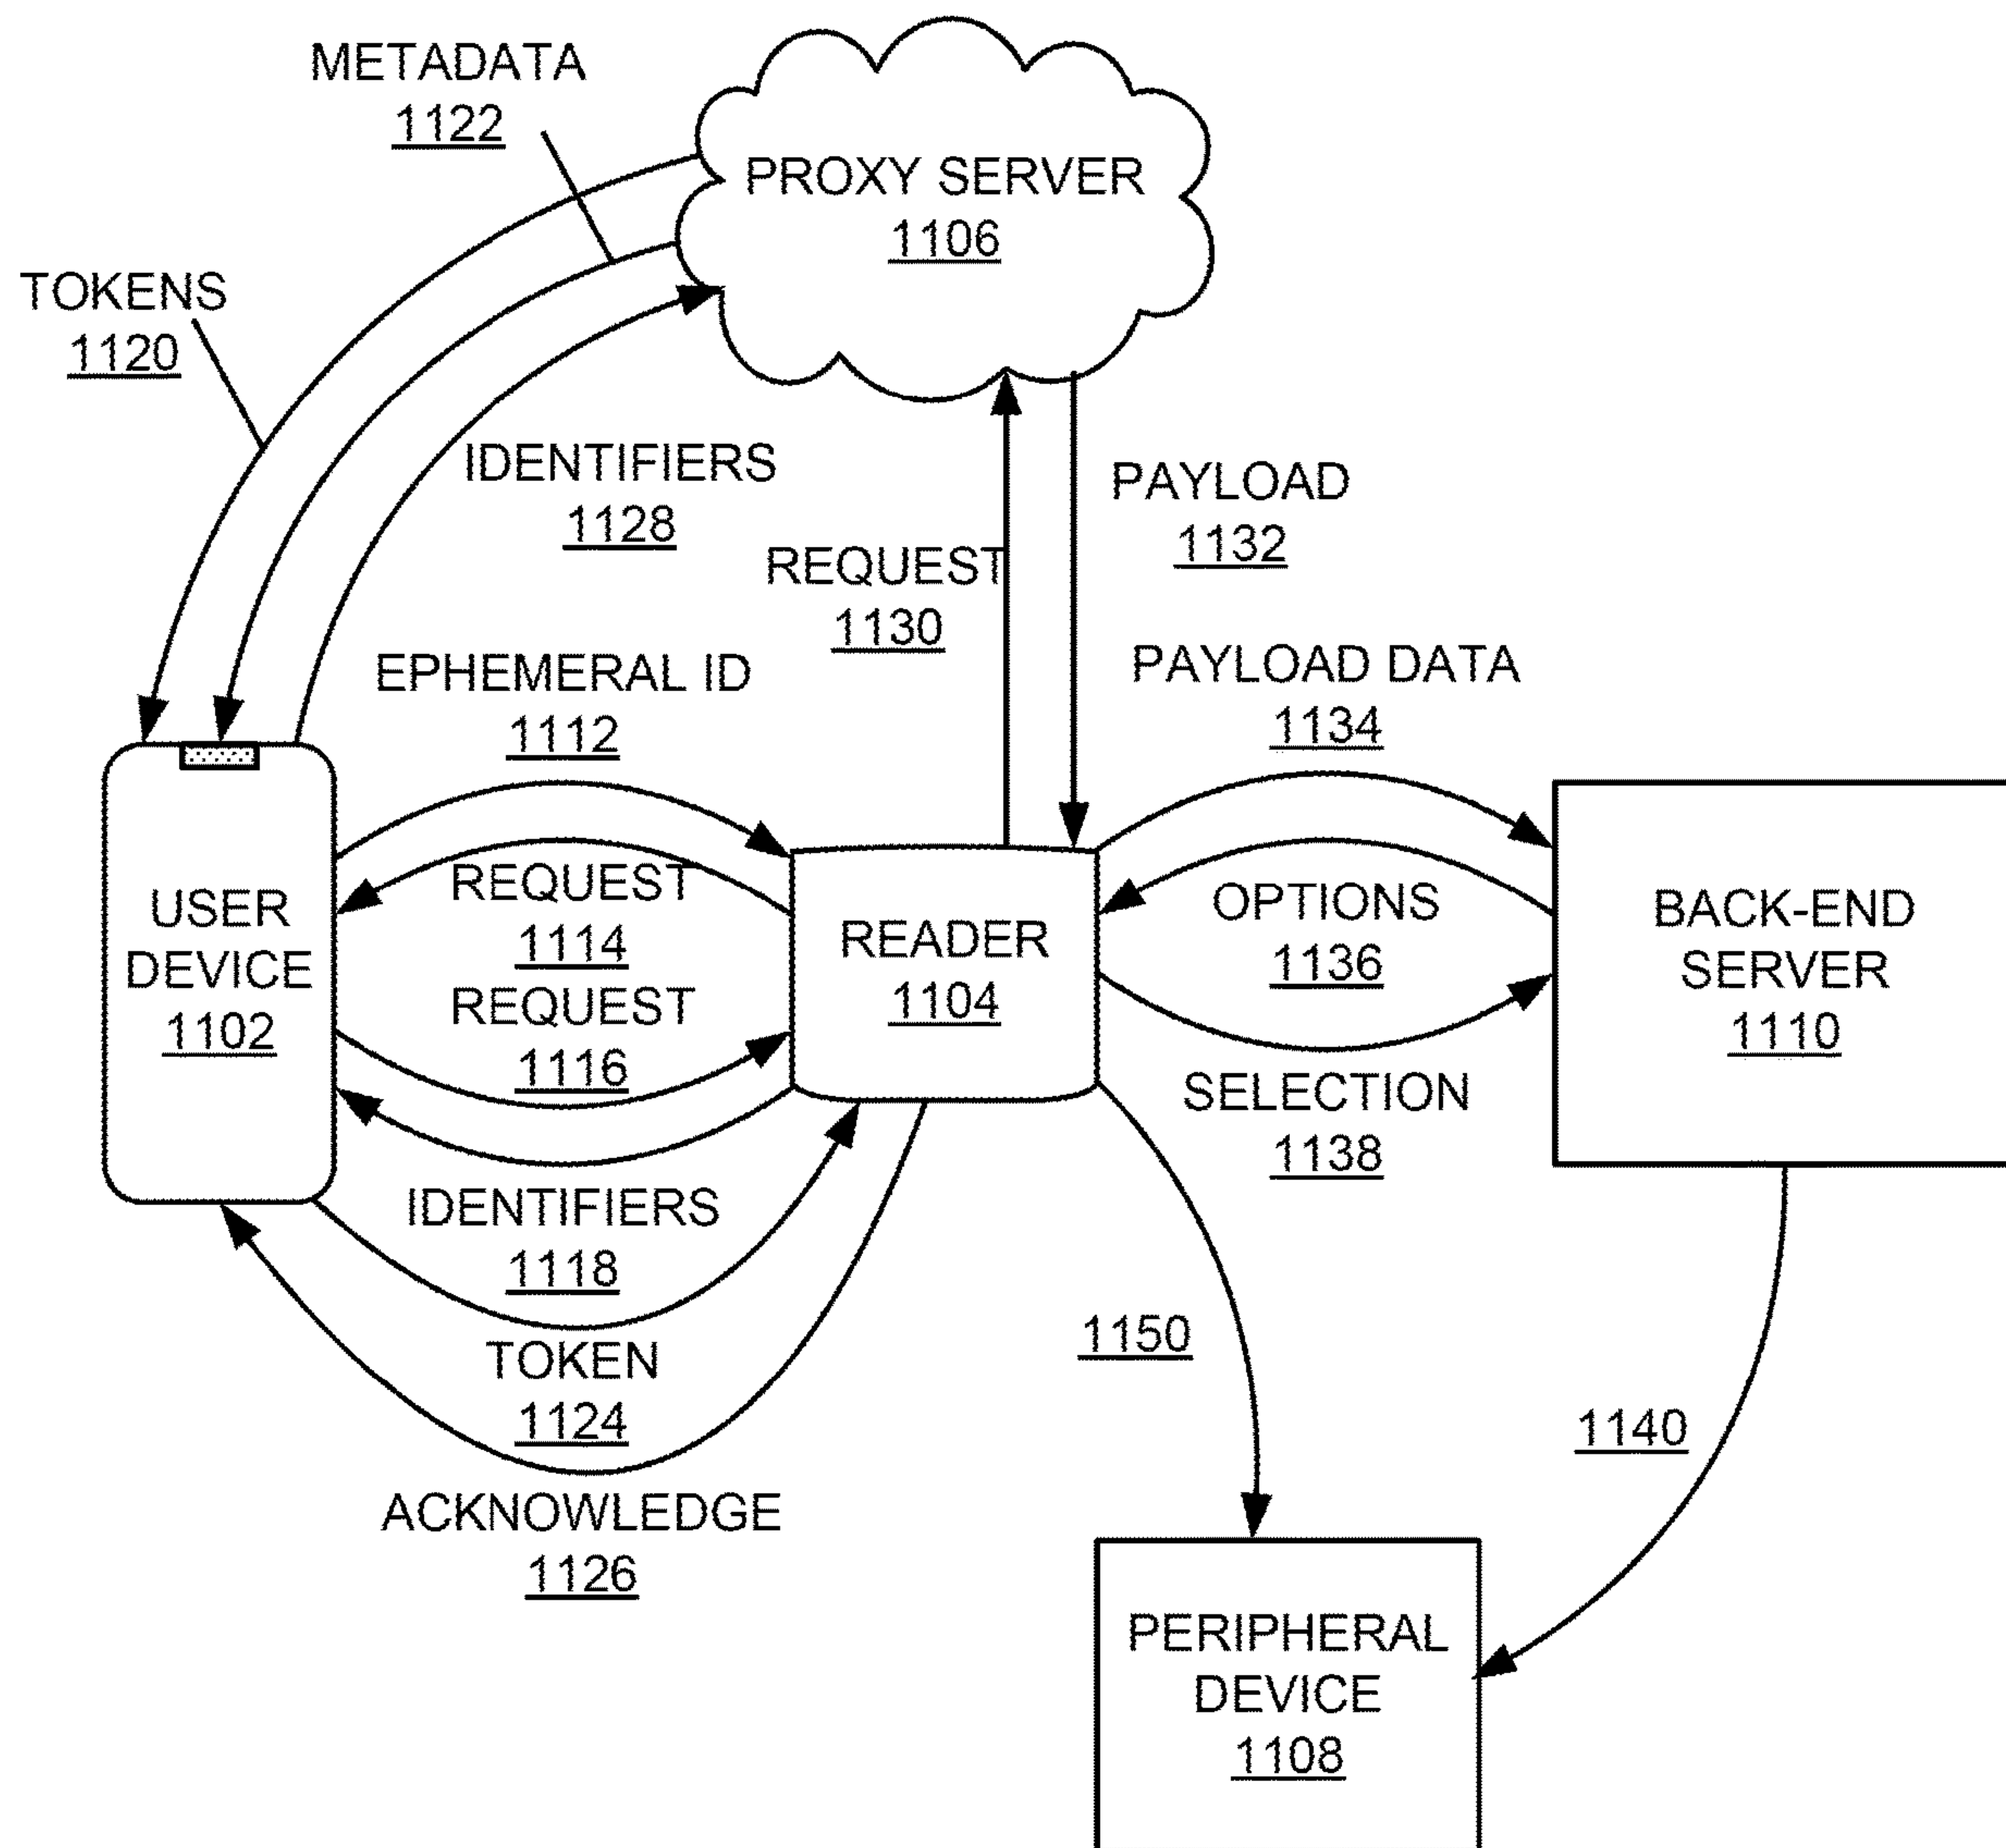 METADATA
1122
PROXY SERVER
1106
TOKENS
1120
IDENTIFIERS
1128
PAYLOAD
1132
REQUEST
1130
EPHEMERAL ID
1112
PAYLOAD DATA
1134
REQUEST
1114
REQUEST
1116
USER
DEVICE
1102
READER
1104
OPTIONS
1136
BACK-END
SERVER
1110
SELECTION
1138
IDENTIFIERS
1118
TOKEN
1124
ACKNOWLEDGE
1126
1150
1140
PERIPHERAL
DEVICE
1108